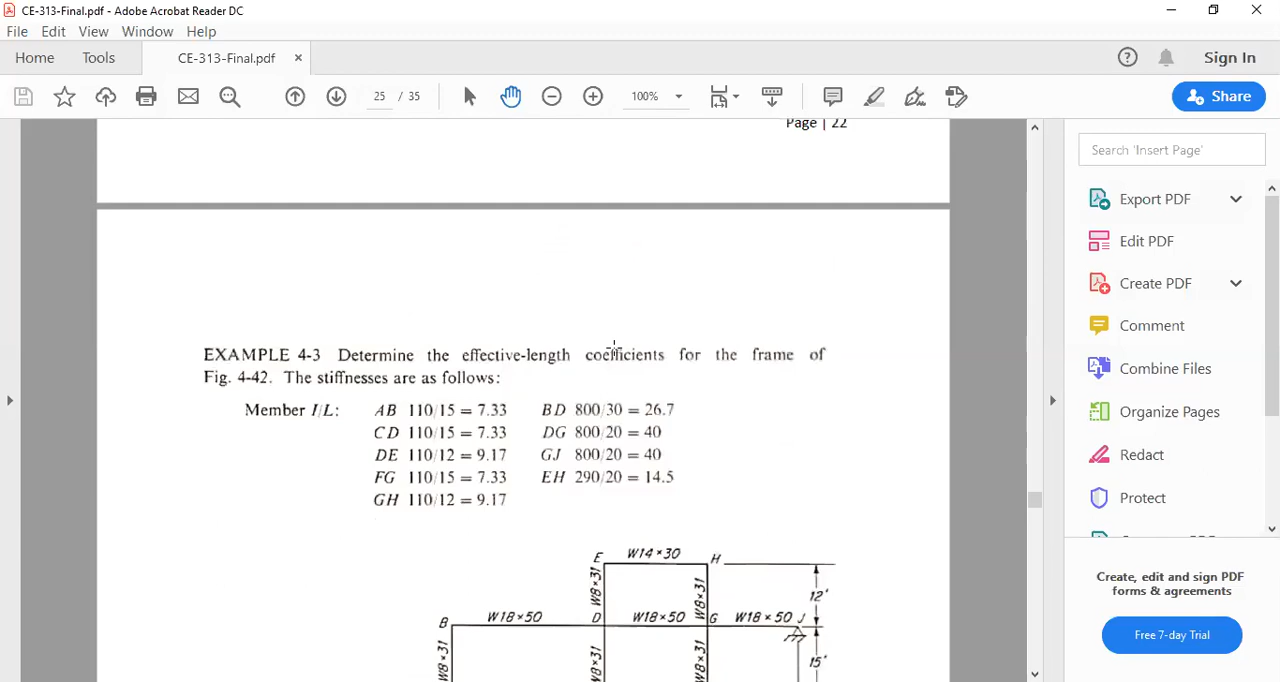 CE-313-Final.pdf - Adobe Acrobat Reader DC
File Edit View Window Help
Home Tools CE-313-Final.pdf × Sign In
25 / 35 100% Share
Page | 22
Search 'Insert Page'
Export PDF
Edit PDF
Create PDF
Comment
Combine Files
Organize Pages
Redact
Protect
Create, edit and sign PDF
forms & agreements
Free 7-day Trial
EXAMPLE 4-3 Determine the effective-length coefficients for the frame of
Fig. 4-42. The stiffnesses are as follows:
Member I/L: AB 110/15 = 7.33 BD 800/30 = 26.7
CD 110/15 = 7.33 DG 800/20 = 40
DE 110/12 = 9.17 GJ 800/20 = 40
FG 110/15 = 7.33 EH 290/20 = 14.5
GH 110/12 = 9.17
E W14×30 H
W8×31 W8×31 12'
B W18×50 D W18×50 G W18×50 J
W8×31 W8×31 W8×31 15'